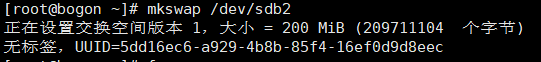 [root@bogon ~]# mkswap /dev/sdb2
正在设置交换空间版本 1，大小 = 200 MiB (209711104  个字节)
无标签，UUID=5dd16ec6-a929-4b8b-85f4-16ef0d9d8eec